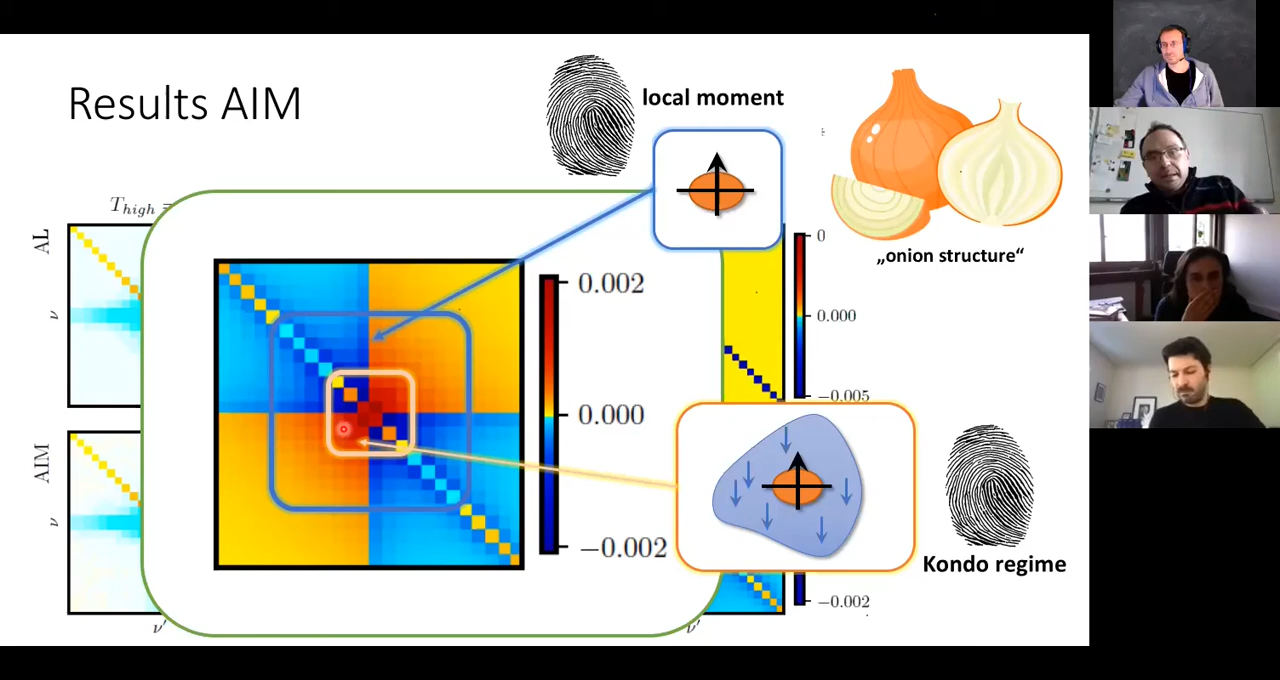 Results AIM
local moment
„onion structure“
T_high =
AL
ν
0
0.000
−0.005
0.002
0.000
−0.002
AIM
ν
Kondo regime
−0.002
ν′
ν′